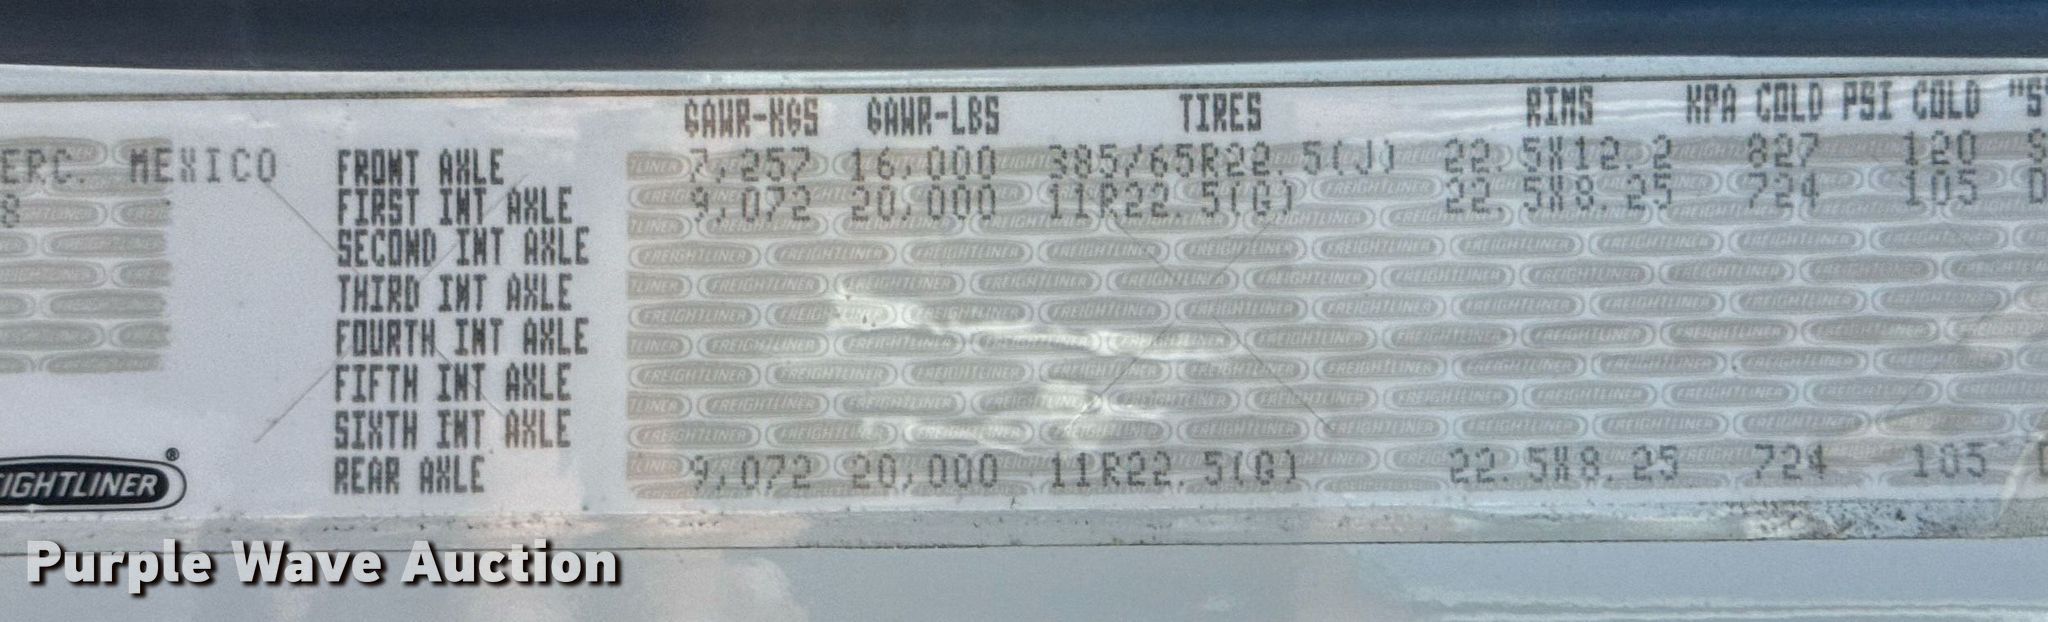 GAWR-KGS GAWR-LBS TIRES RIMS KPA COLD PSI COLD "S"
ERC. MEXICO FRONT AXLE 7,257 16,000 385/65R22.5(J) 22.5X12.2 827 120 S
8 FIRST INT AXLE 9,072 20,000 11R22.5(G) 22.5X8.25 724 105 D
SECOND INT AXLE
THIRD INT AXLE
FOURTH INT AXLE
FIFTH INT AXLE
SIXTH INT AXLE
REAR AXLE 9,072 20,000 11R22.5(G) 22.5X8.25 724 105
EIGHTLINER®
Purple Wave Auction